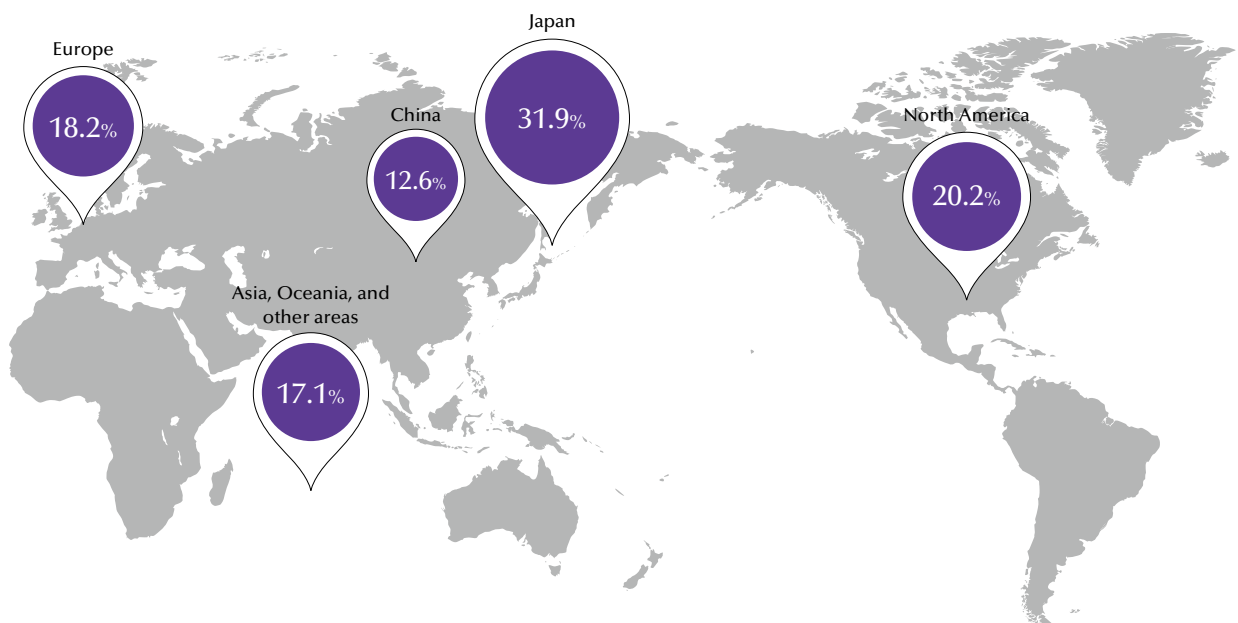 Japan
31.9%
Europe
18.2%
China
12.6%
North America
20.2%
Asia, Oceania, and
other areas
17.1%